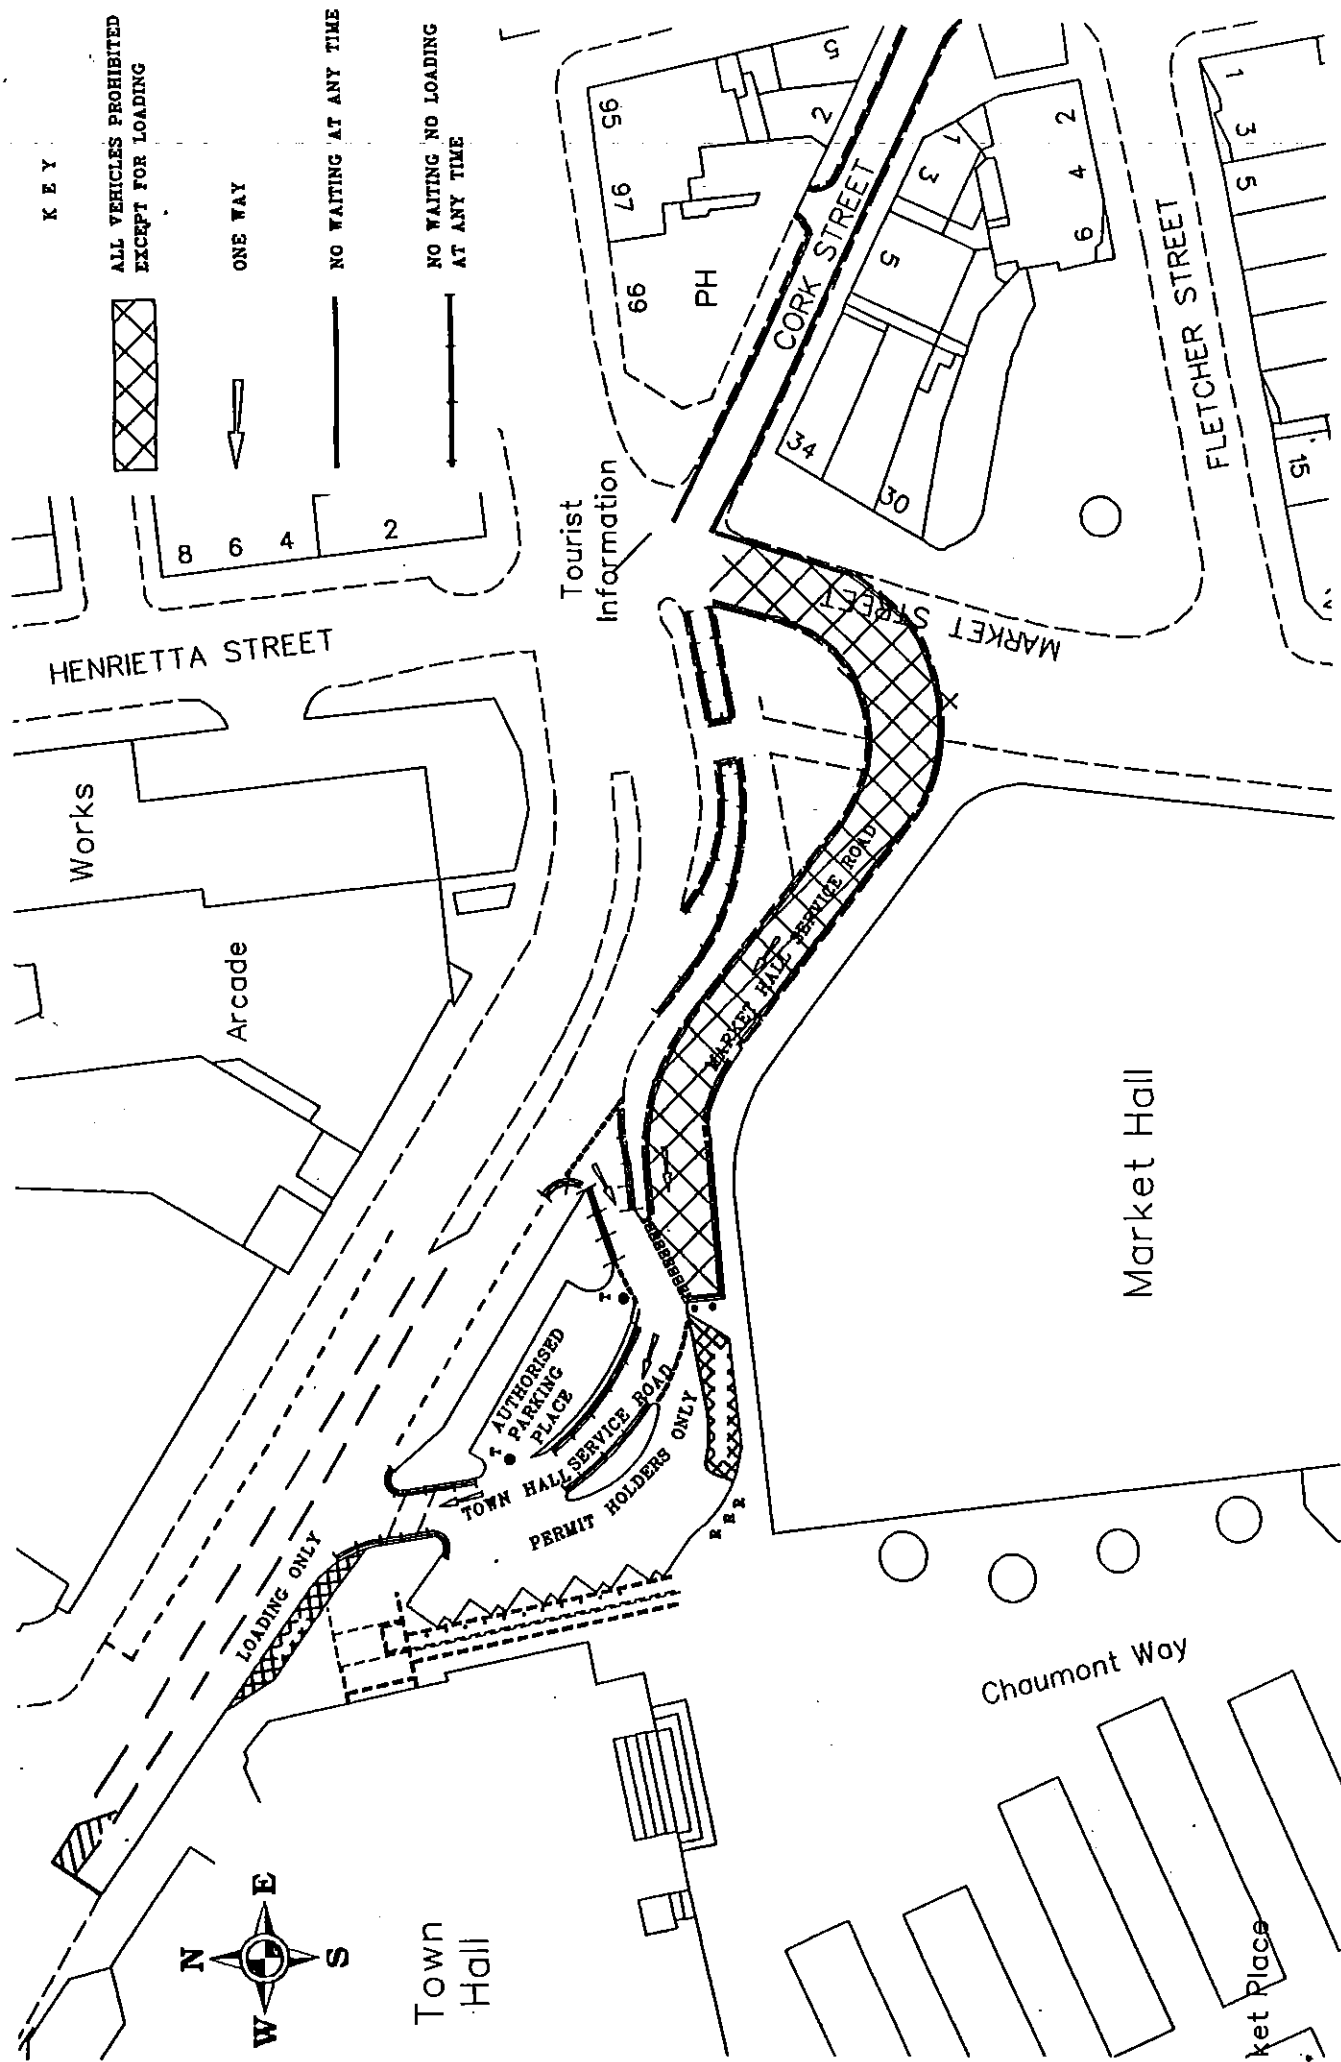 KEY
ALL VEHICLES PROHIBITED
EXCEPT FOR LOADING
ONE WAY
NO WAITING AT ANY TIME
NO WAITING NO LOADING
AT ANY TIME
HENRIETTA STREET
8
6
4
2
Works
Arcade
Tourist
Information
95
97
99
PH
5
2
CORK STREET
1
3
5
34
30
2
4
6
FLETCHER STREET
1
3
5
15
MARKET
STREET
MARKET HALL SERVICE ROAD
Market Hall
AUTHORISED
PARKING
PLACE
T
T
TOWN HALL SERVICE ROAD
PERMIT HOLDERS ONLY
R
R
R
LOADING ONLY
Town
Hall
N
E
S
W
Chaumont Way
ket Place